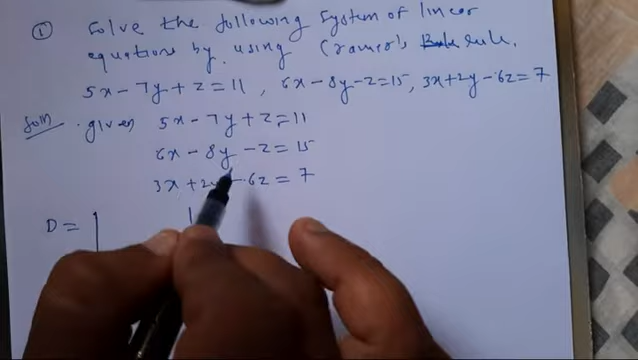 ① Solve the following system of linear
equations by using Cramer's rule.
5x - 7y + z = 11 , 6x - 8y - z = 15, 3x + 2y - 6z = 7
Soln given 5x - 7y + z = 11
6x - 8y - z = 15
3x + 2y - 6z = 7
D = |